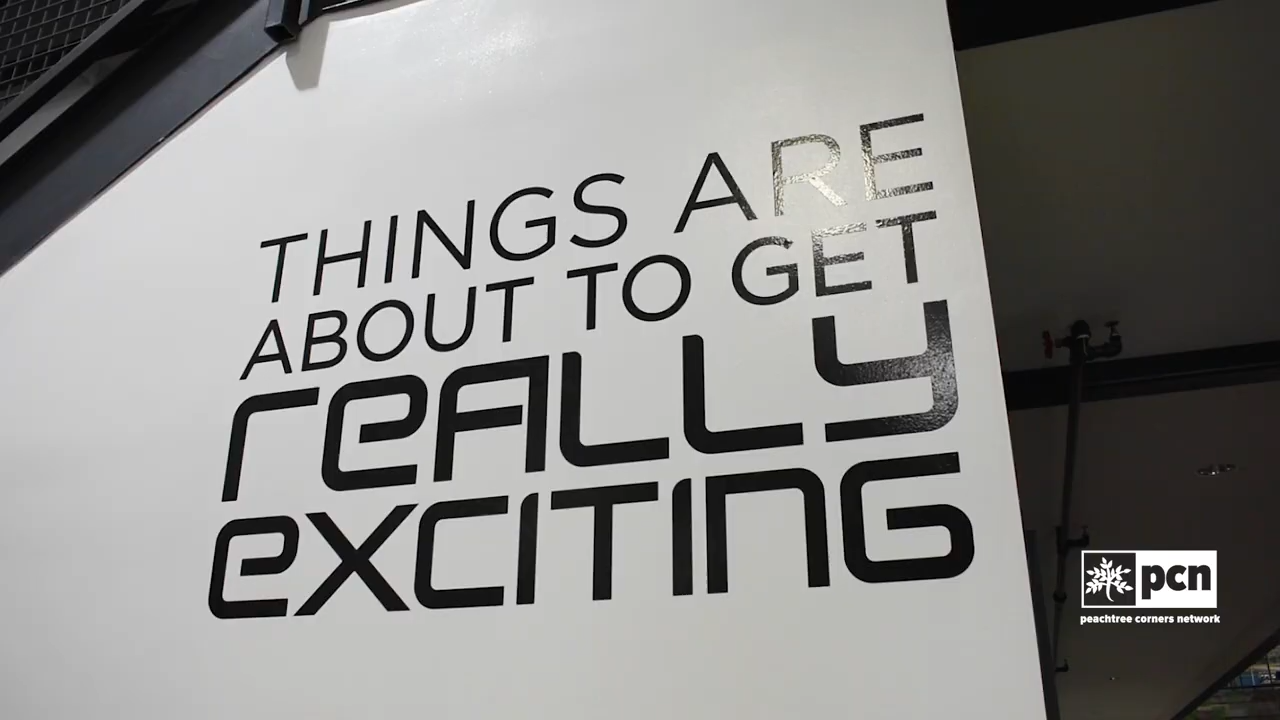 THINGS ARE
ABOUT TO GET
reALLy
exCITING
pcn
peachtree corners network